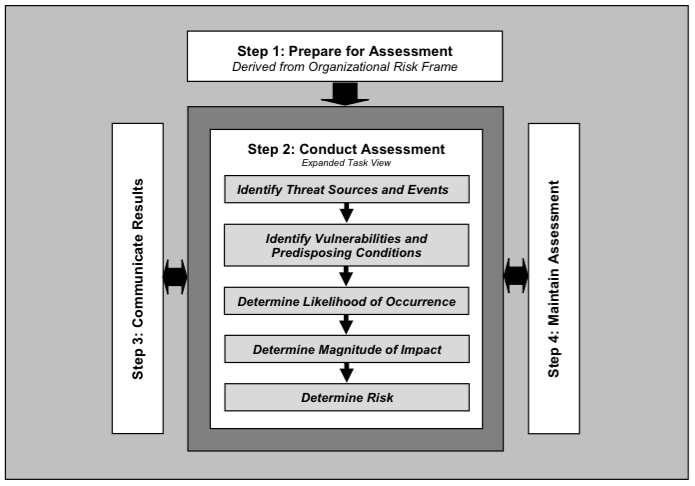 Step 1: Prepare for Assessment
Derived from Organizational Risk Frame
Step 3: Communicate Results
Step 2: Conduct Assessment
Expanded Task View
Identify Threat Sources and Events
Identify Vulnerabilities and
Predisposing Conditions
Determine Likelihood of Occurrence
Determine Magnitude of Impact
Determine Risk
Step 4: Maintain Assessment